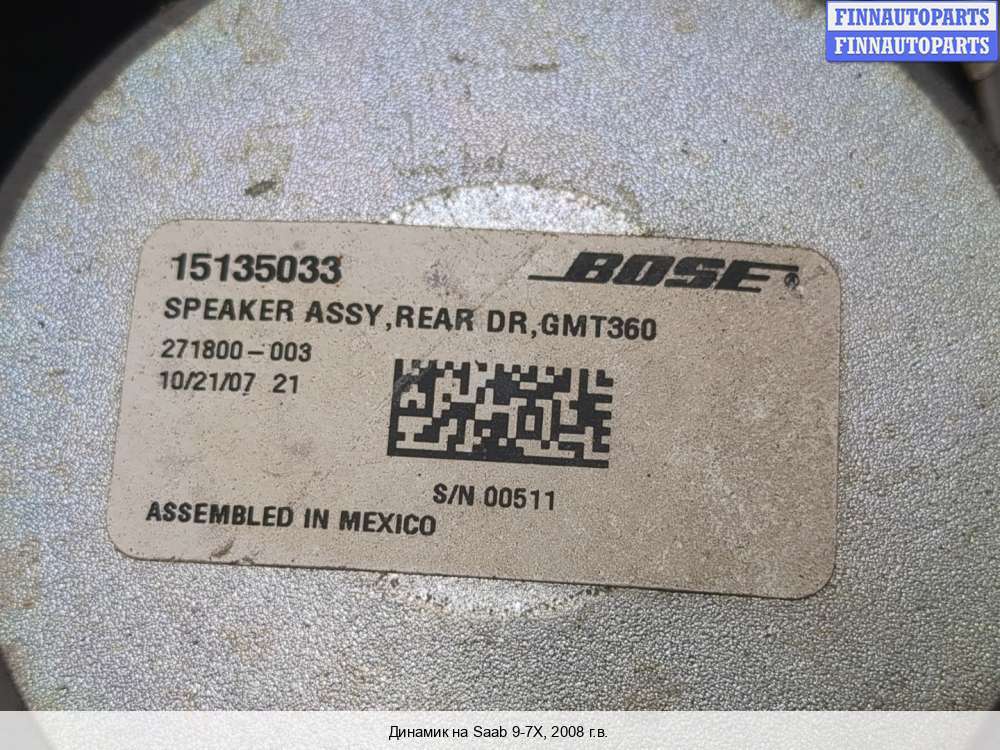 FINNAUTOPARTS
FINNAUTOPARTS
15135033
BOSE®
SPEAKER ASSY,REAR DR,GMT360
271800-003
10/21/07 21
S/N 00511
ASSEMBLED IN MEXICO
Динамик на Saab 9-7X, 2008 г.в.